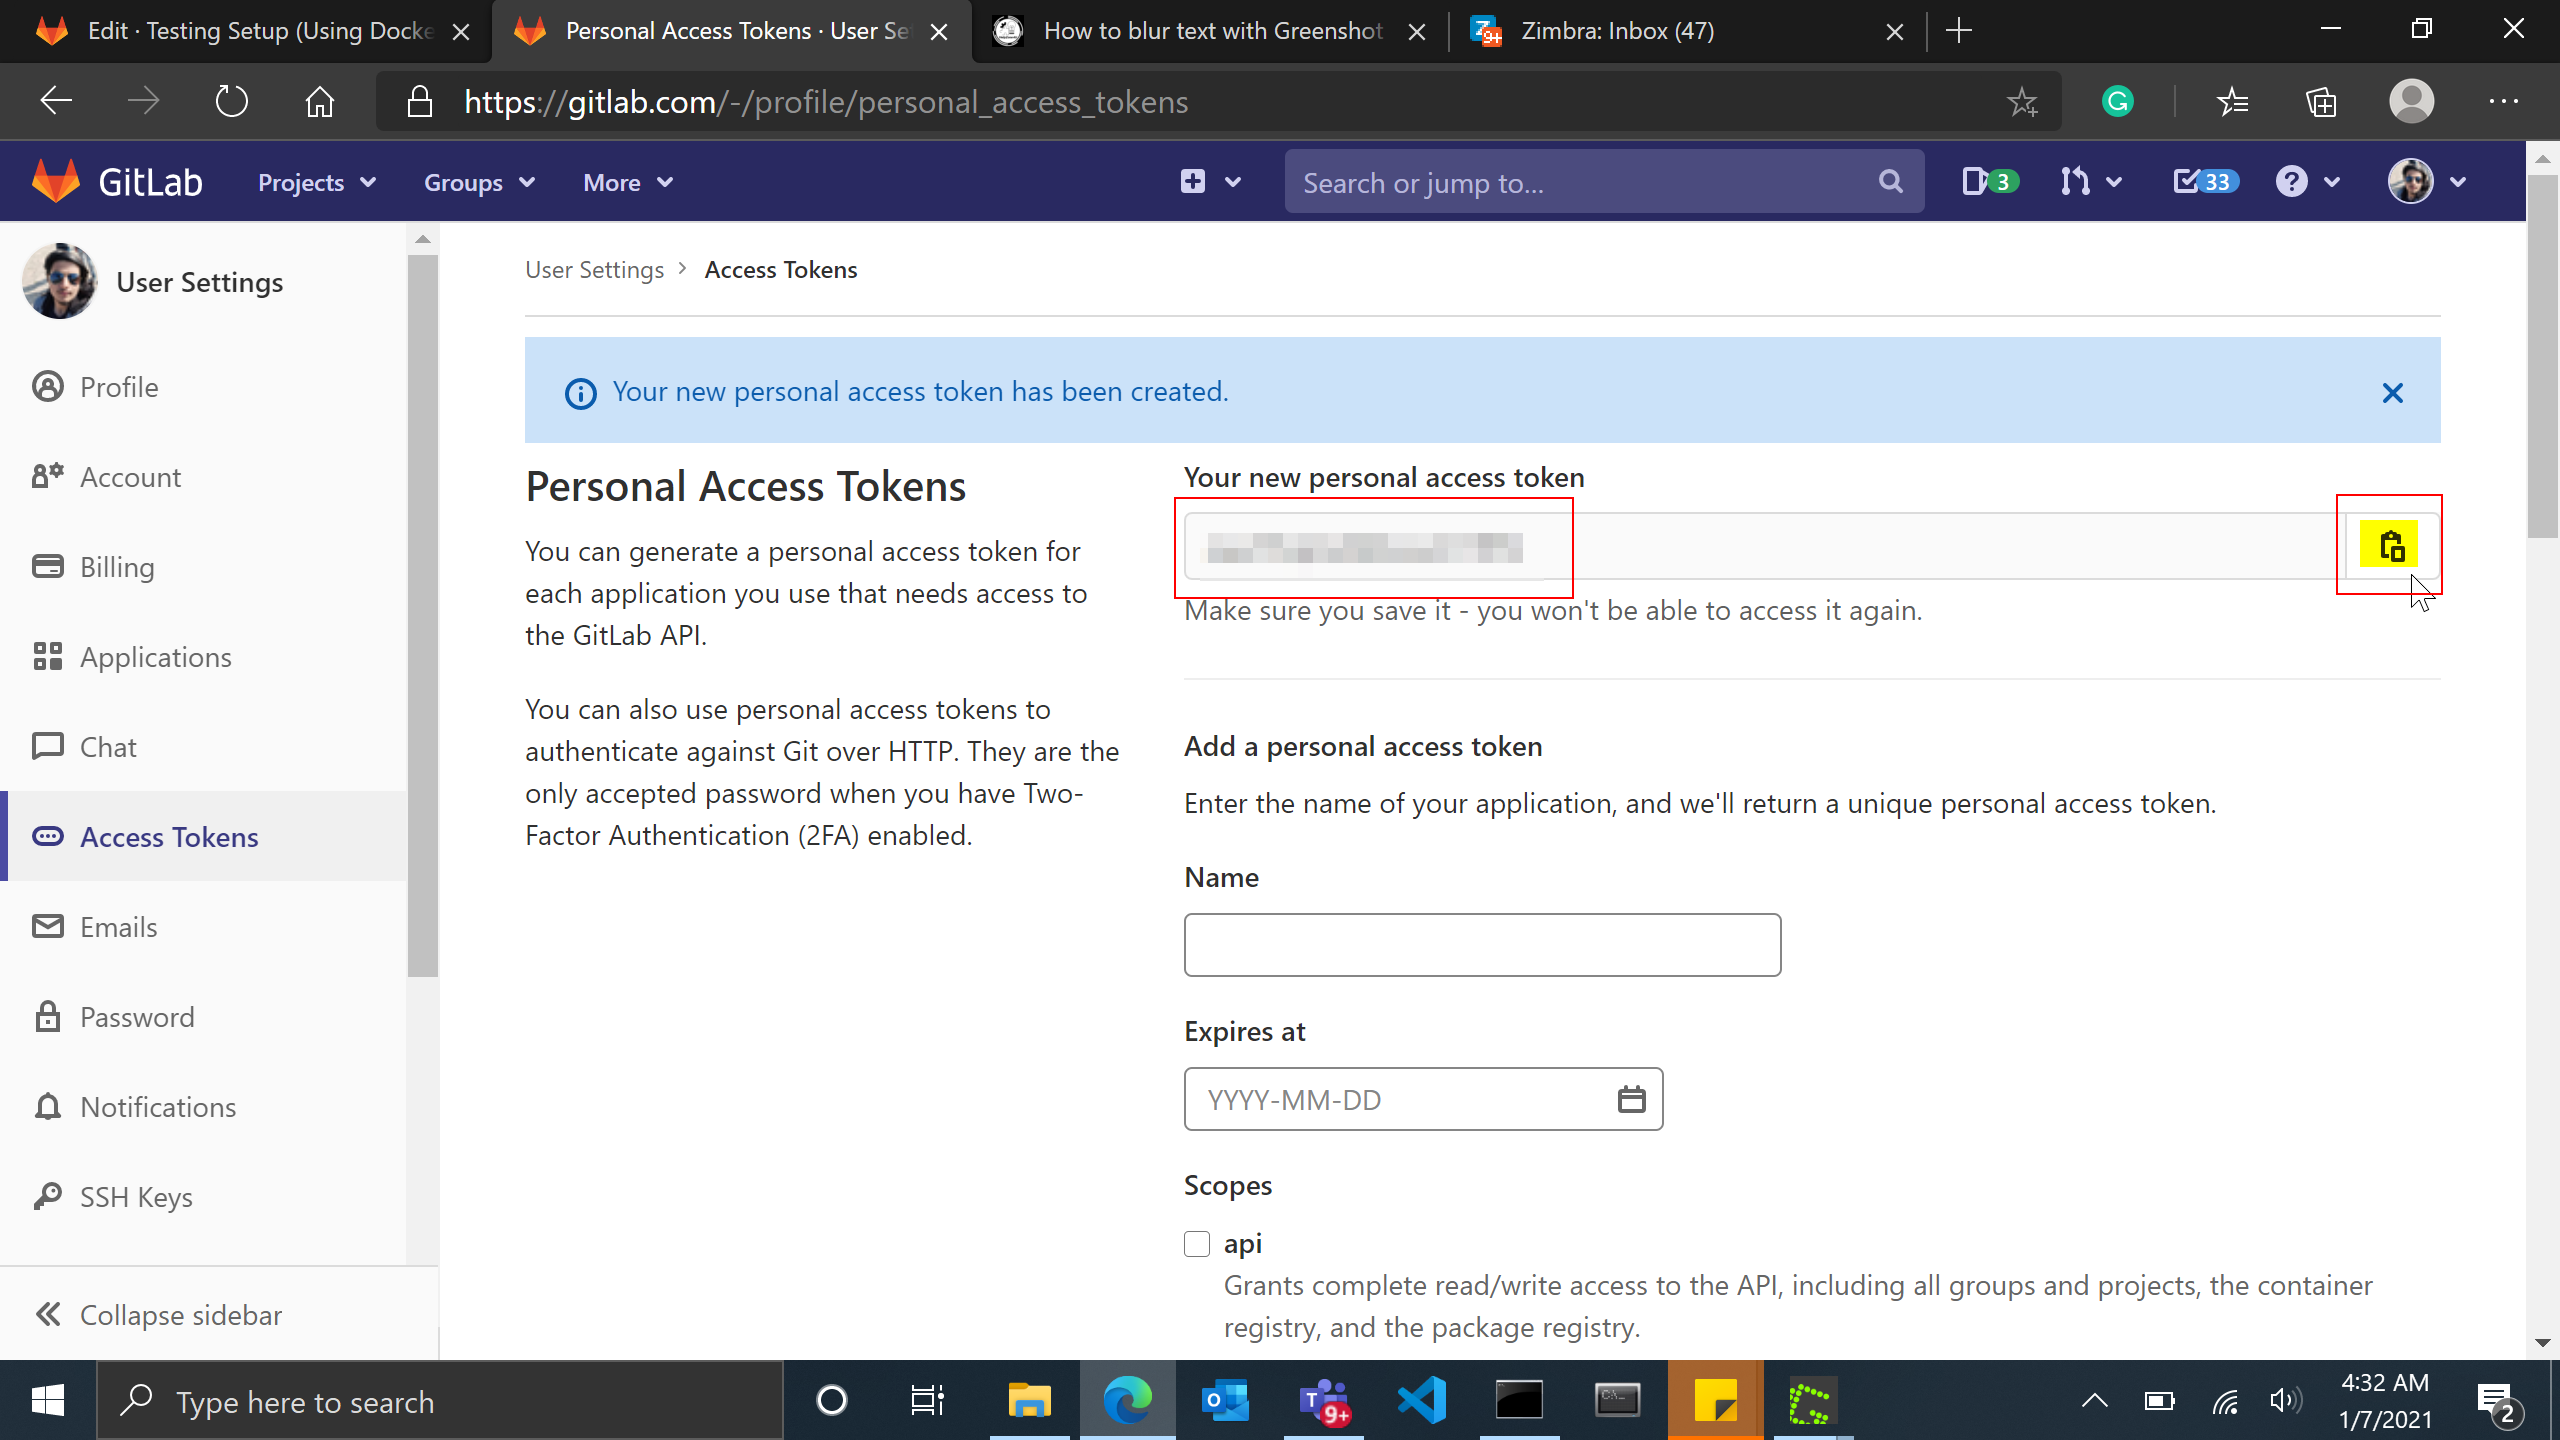 Edit · Testing Setup (Using Docke
Personal Access Tokens · User Se
How to blur text with Greenshot
Zimbra: Inbox (47)
https://gitlab.com/-/profile/personal_access_tokens
GitLab
Projects
Groups
More
Search or jump to...
3
33
User Settings
Profile
Account
Billing
Applications
Chat
Access Tokens
Emails
Password
Notifications
SSH Keys
Collapse sidebar
User Settings > Access Tokens
Your new personal access token has been created.
Personal Access Tokens
You can generate a personal access token for
each application you use that needs access to
the GitLab API.
You can also use personal access tokens to
authenticate against Git over HTTP. They are the
only accepted password when you have Two-
Factor Authentication (2FA) enabled.
Your new personal access token
Make sure you save it - you won't be able to access it again.
Add a personal access token
Enter the name of your application, and we'll return a unique personal access token.
Name
Expires at
YYYY-MM-DD
Scopes
api
Grants complete read/write access to the API, including all groups and projects, the container
registry, and the package registry.
Type here to search
9+
4:32 AM
1/7/2021
2